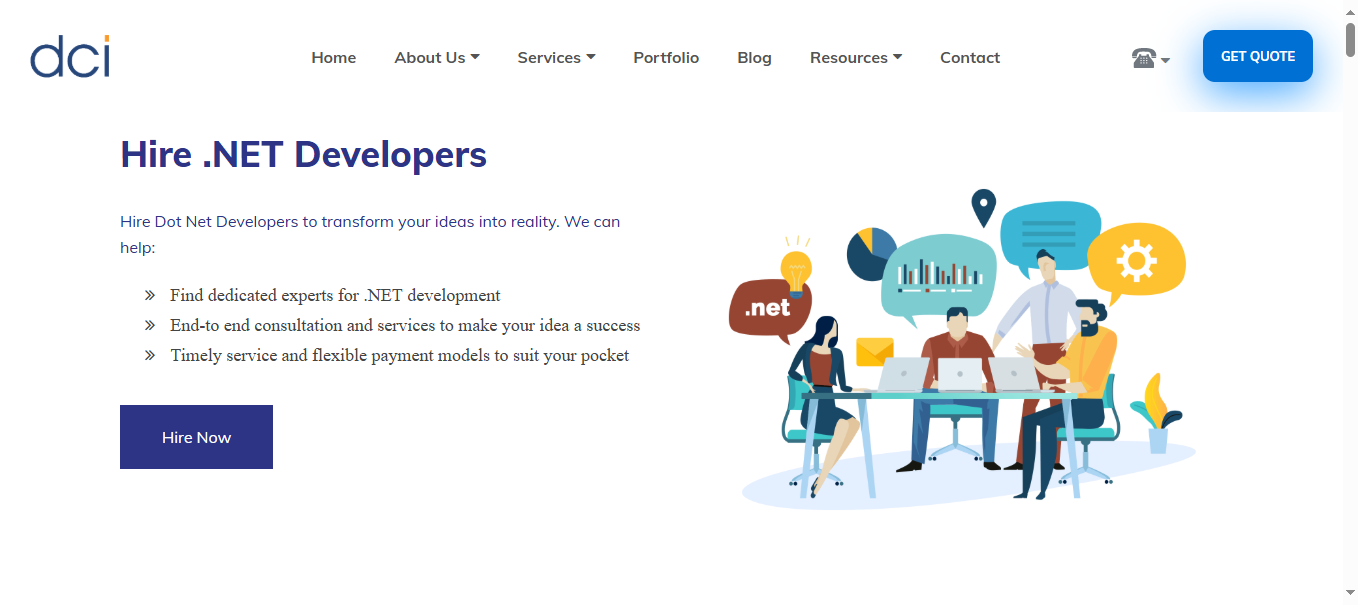 dci
Home About Us Services Portfolio Blog Resources Contact
GET QUOTE
Hire .NET Developers
Hire Dot Net Developers to transform your ideas into reality. We can
help:
Find dedicated experts for .NET development
End-to end consultation and services to make your idea a success
Timely service and flexible payment models to suit your pocket
Hire Now
.net